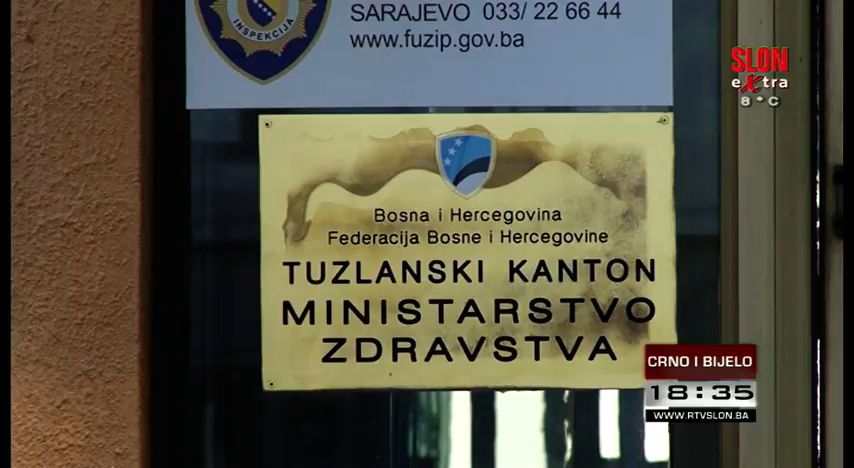 INSPEKCIJA
SARAJEVO 033/ 22 66 44
www.fuzip.gov.ba
SLON
extra
8°C
Bosna i Hercegovina
Federacija Bosne i Hercegovine
TUZLANSKI KANTON
MINISTARSTVO
ZDRAVSTVA
CRNO I BIJELO
18:35
WWW.RTVSLON.BA